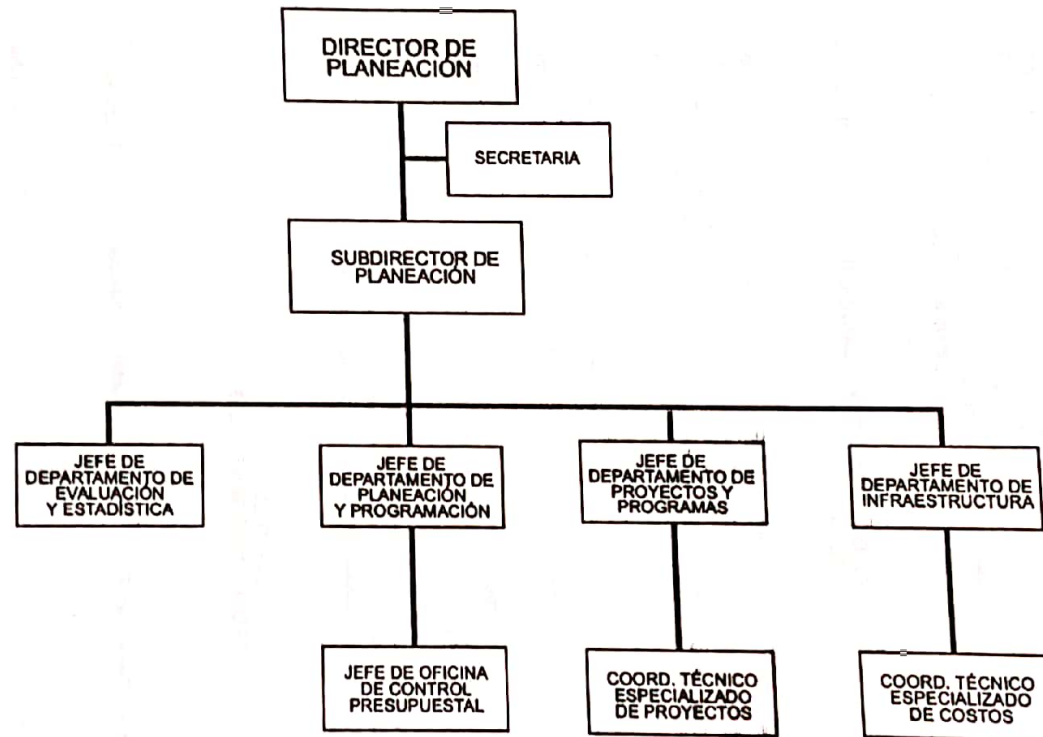 DIRECTOR DE
PLANEACIÓN
SECRETARIA
SUBDIRECTOR DE
PLANEACIÓN
JEFE DE
DEPARTAMENTO DE
EVALUACIÓN
Y ESTADÍSTICA
JEFE DE
DEPARTAMENTO DE
PLANEACIÓN
Y PROGRAMACIÓN
JEFE DE
DEPARTAMENTO DE
PROYECTOS Y
PROGRAMAS
JEFE DE
DEPARTAMENTO DE
INFRAESTRUCTURA
JEFE DE OFICINA
DE CONTROL
PRESUPUESTAL
COORD. TÉCNICO
ESPECIALIZADO
DE PROYECTOS
COORD. TÉCNICO
ESPECIALIZADO
DE COSTOS